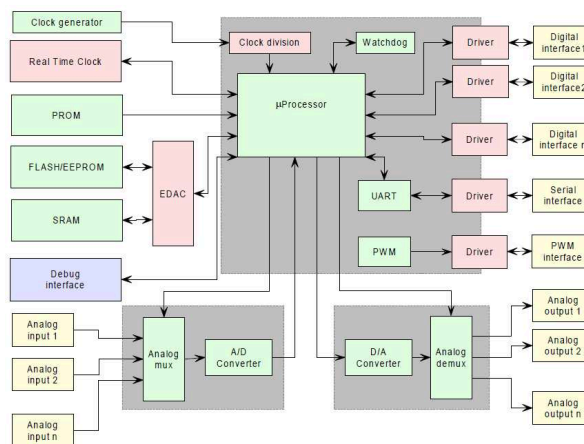 Clock generator
Real Time Clock
PROM
FLASH/EEPROM
SRAM
EDAC
Debug
interface
Clock division
Watchdog
µProcessor
UART
PWM
Driver
Digital
interface1
Driver
Digital
interface2
Driver
Digital
interface n
Driver
Serial
interface
Driver
PWM
interface
Analog
input 1
Analog
input 2
Analog
input n
Analog
mux
A/D
Converter
D/A
Converter
Analog
demux
Analog
output 1
Analog
output 2
Analog
output n